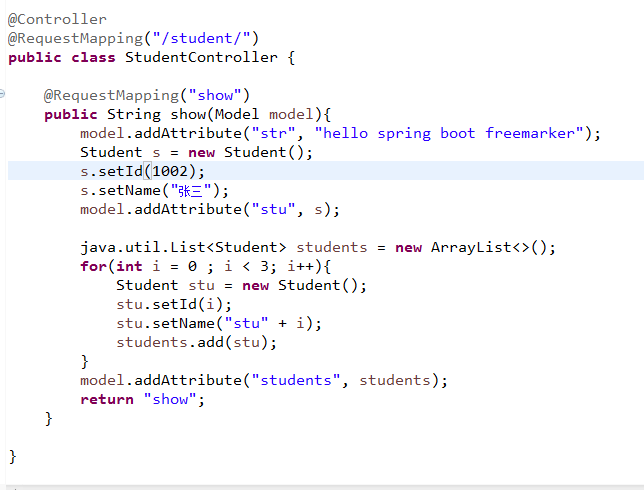 @Controller
@RequestMapping("/student/")
public class StudentController {
@RequestMapping("show")
public String show(Model model){
model.addAttribute("str", "hello spring boot freemarker");
Student s = new Student();
s.setId(1002);
s.setName("张三");
model.addAttribute("stu", s);
java.util.List<Student> students = new ArrayList<>();
for(int i = 0 ; i < 3; i++){
Student stu = new Student();
stu.setId(i);
stu.setName("stu" + i);
students.add(stu);
}
model.addAttribute("students", students);
return "show";
}
}